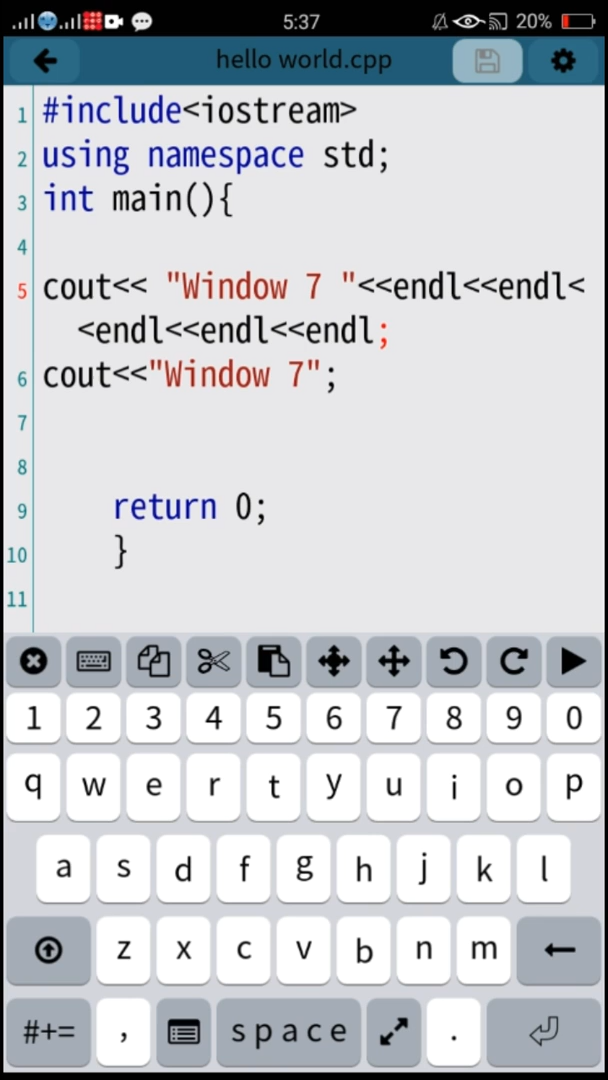 5:37
20%
hello world.cpp
1 #include<iostream>
2 using namespace std;
3 int main(){
4
5 cout<< "Window 7 "<<endl<<endl<
<endl<<endl<<endl;
6 cout<<"Window 7";
7
8
9 return 0;
10 }
11
1 2 3 4 5 6 7 8 9 0
q w e r t y u i o p
a s d f g h j k l
z x c v b n m
#+= , space .